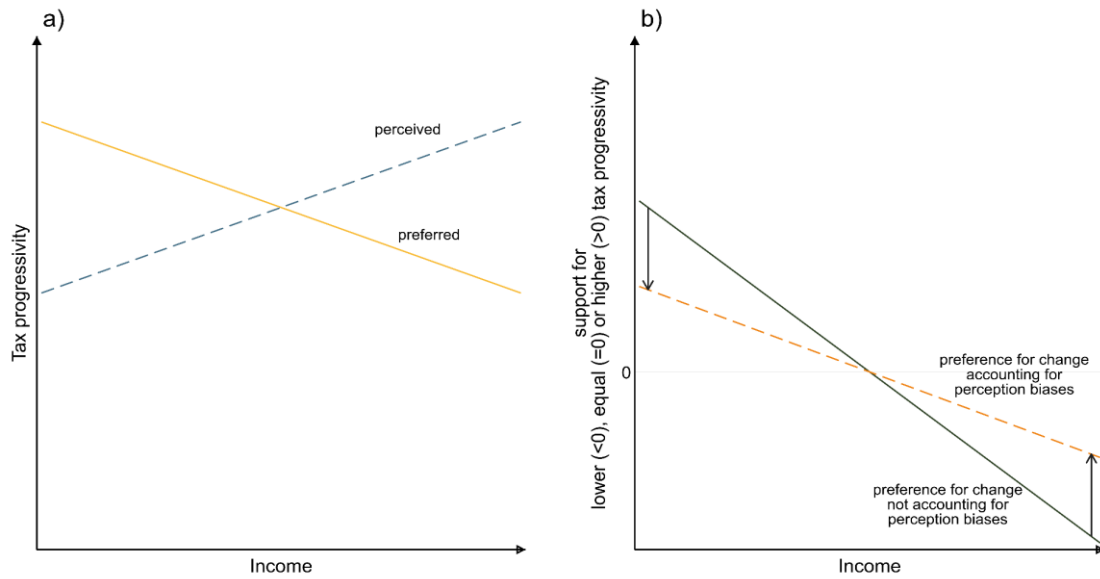 a)
Tax progressivity
perceived
preferred
Income
b)
support for
lower (<0), equal (=0) or higher (>0) tax progressivity
0
preference for change
accounting for
perception biases
preference for change
not accounting for
perception biases
Income